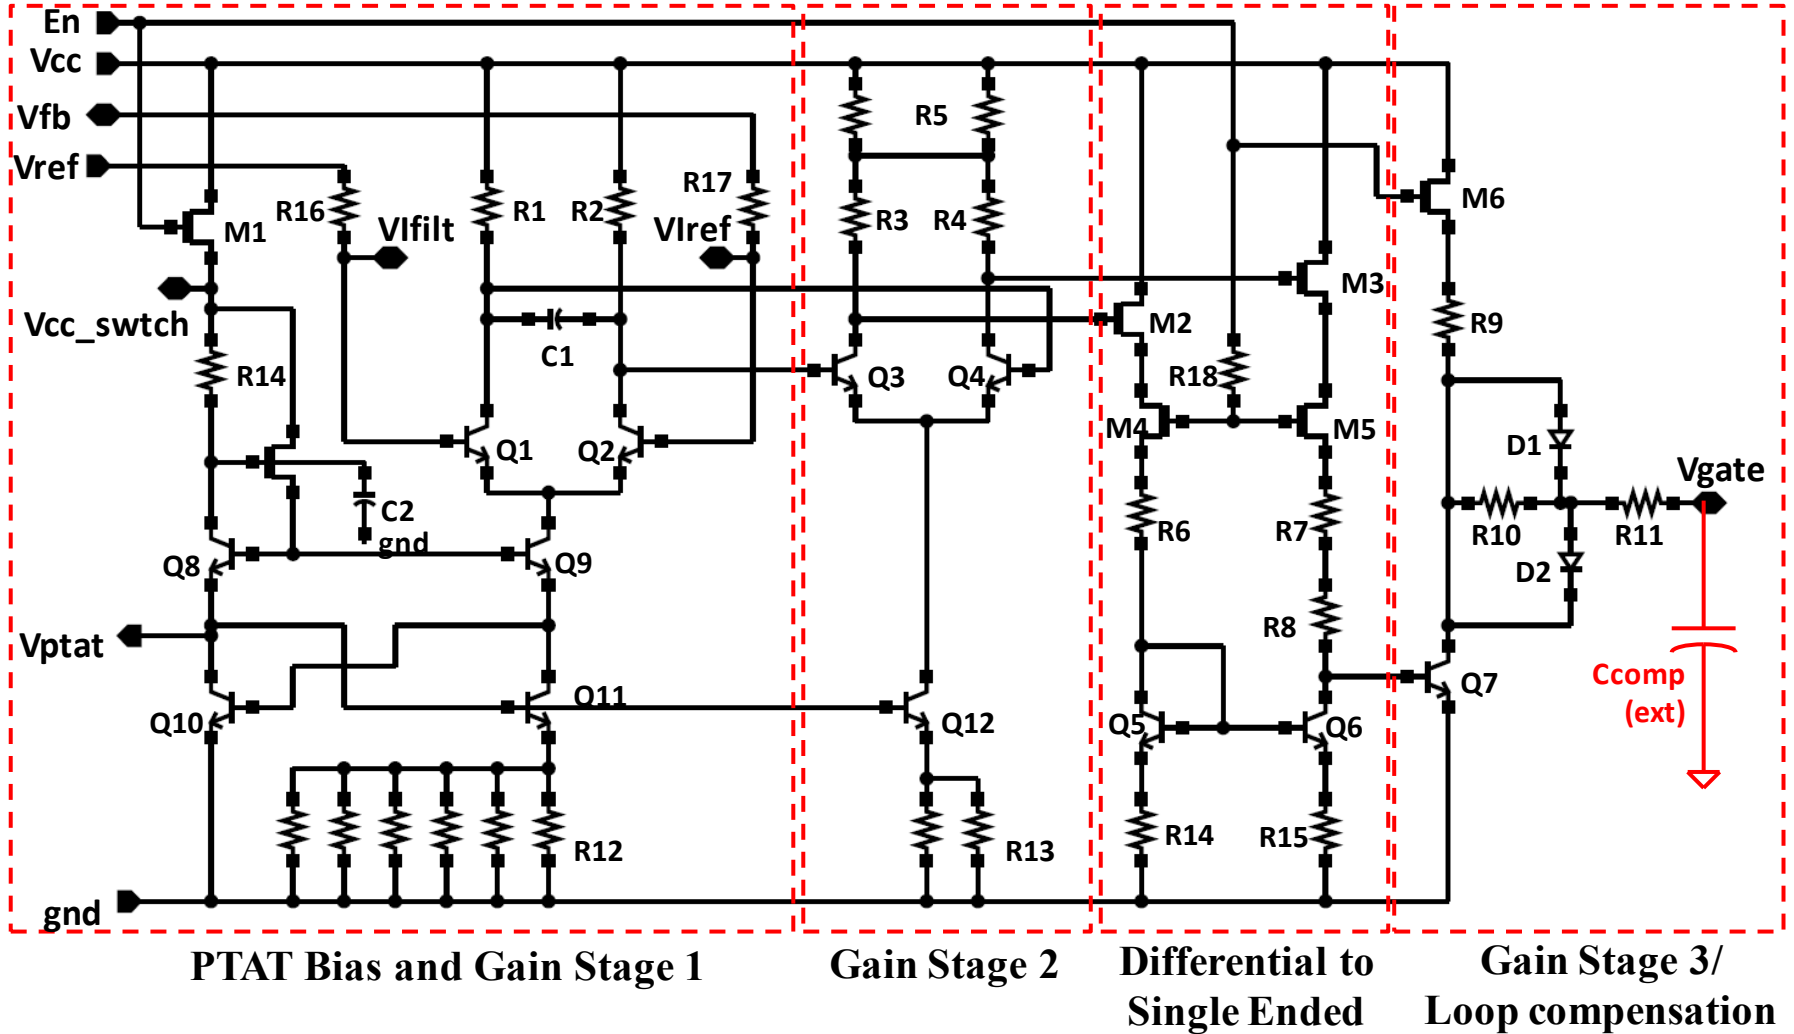 En
Vcc
Vfb
Vref
R16
R1
R2
R17
R5
R3
R4
M1
VIfilt
VIref
M6
M3
Vcc_swtch
M2
R9
C1
R14
Q3
Q4
R18
M4
M5
D1
Q1
Q2
Vgate
C2
gnd
R6
R7
R10
R11
Q8
Q9
D2
Vptat
R8
Ccomp
(ext)
Q7
Q10
Q11
Q12
Q5
Q6
R12
R13
R14
R15
gnd
PTAT Bias and Gain Stage 1
Gain Stage 2
Differential to
Single Ended
Gain Stage 3/
Loop compensation